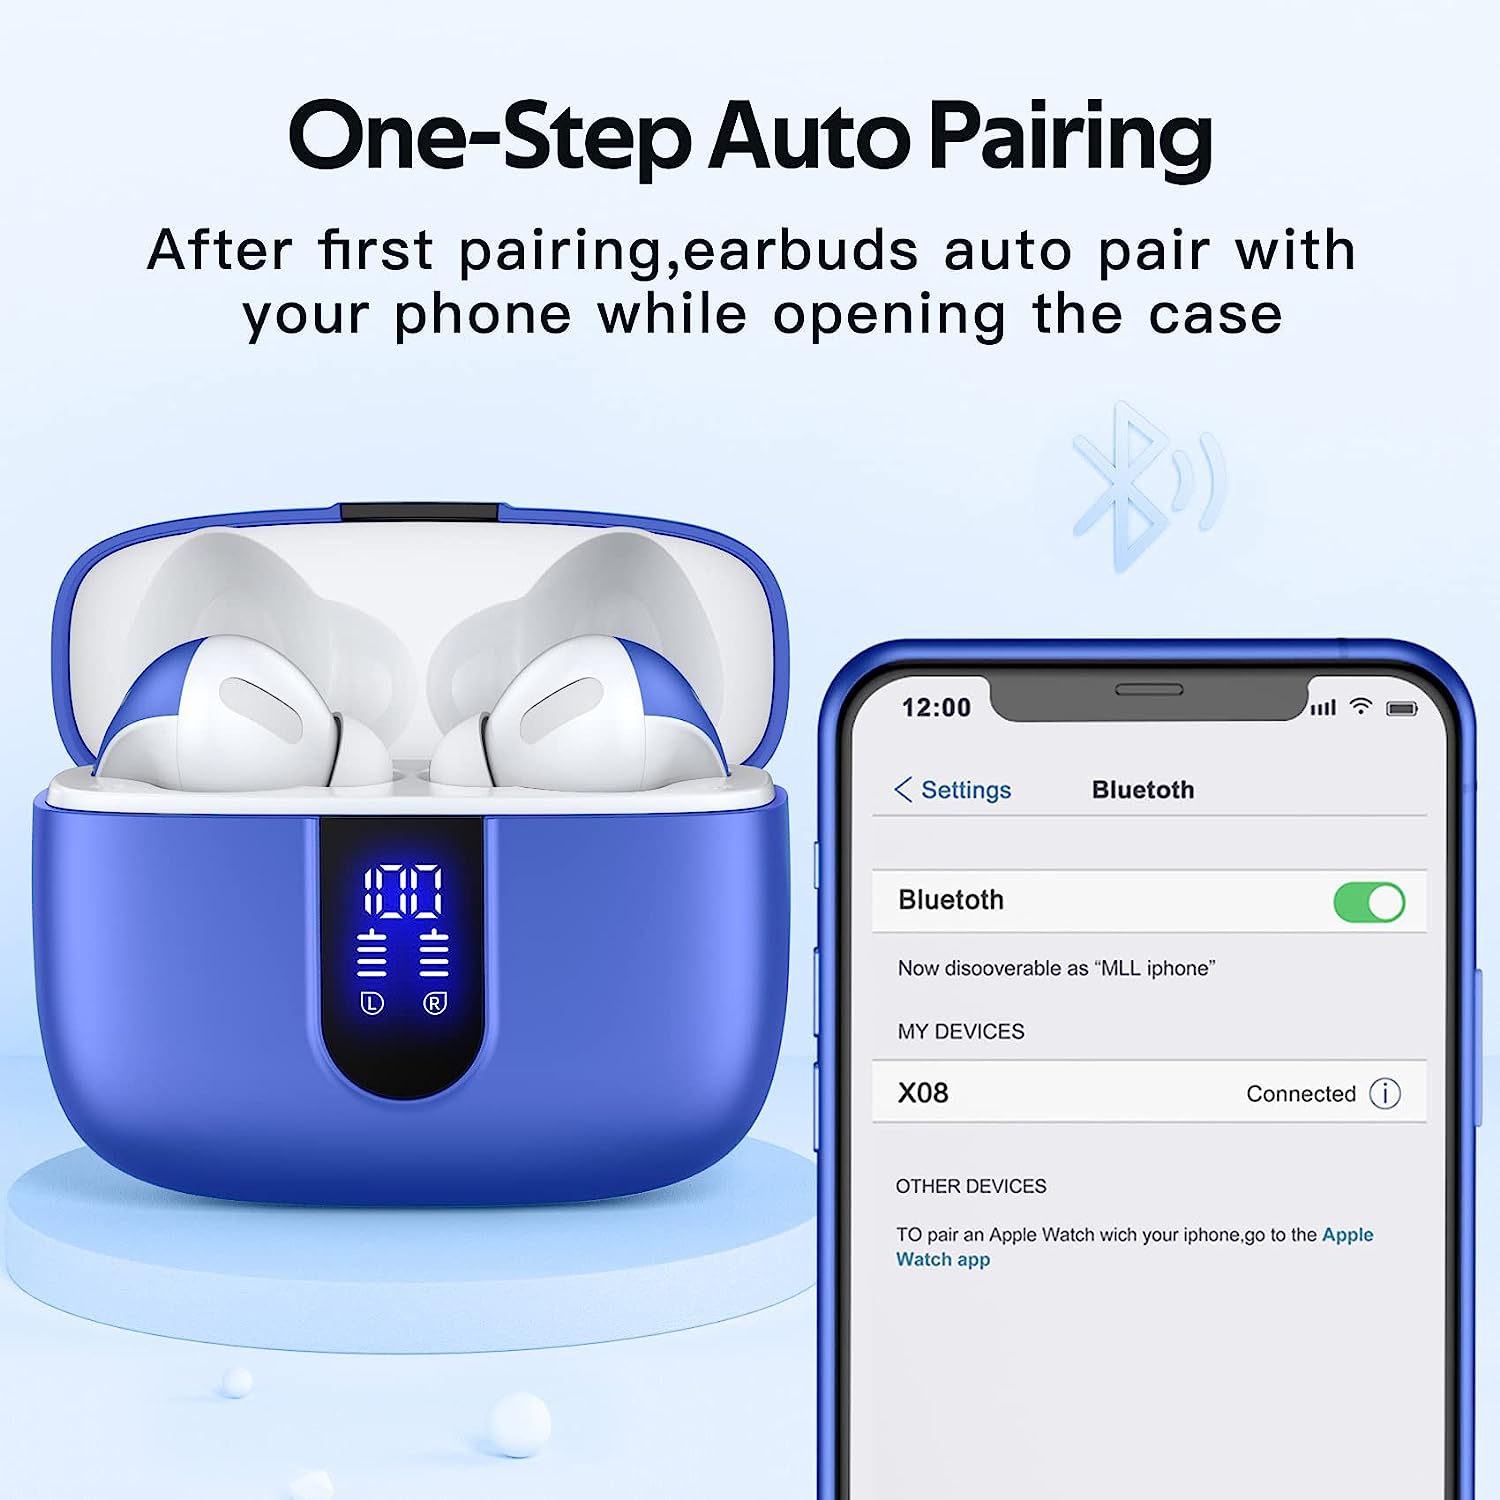 One-Step Auto Pairing
After first pairing,earbuds auto pair with
your phone while opening the case
100
L R
12:00
Settings Bluetoth
Bluetoth
Now disooverable as “MLL iphone”
MY DEVICES
X08 Connected i
OTHER DEVICES
TO pair an Apple Watch wich your iphone,go to the Apple
Watch app